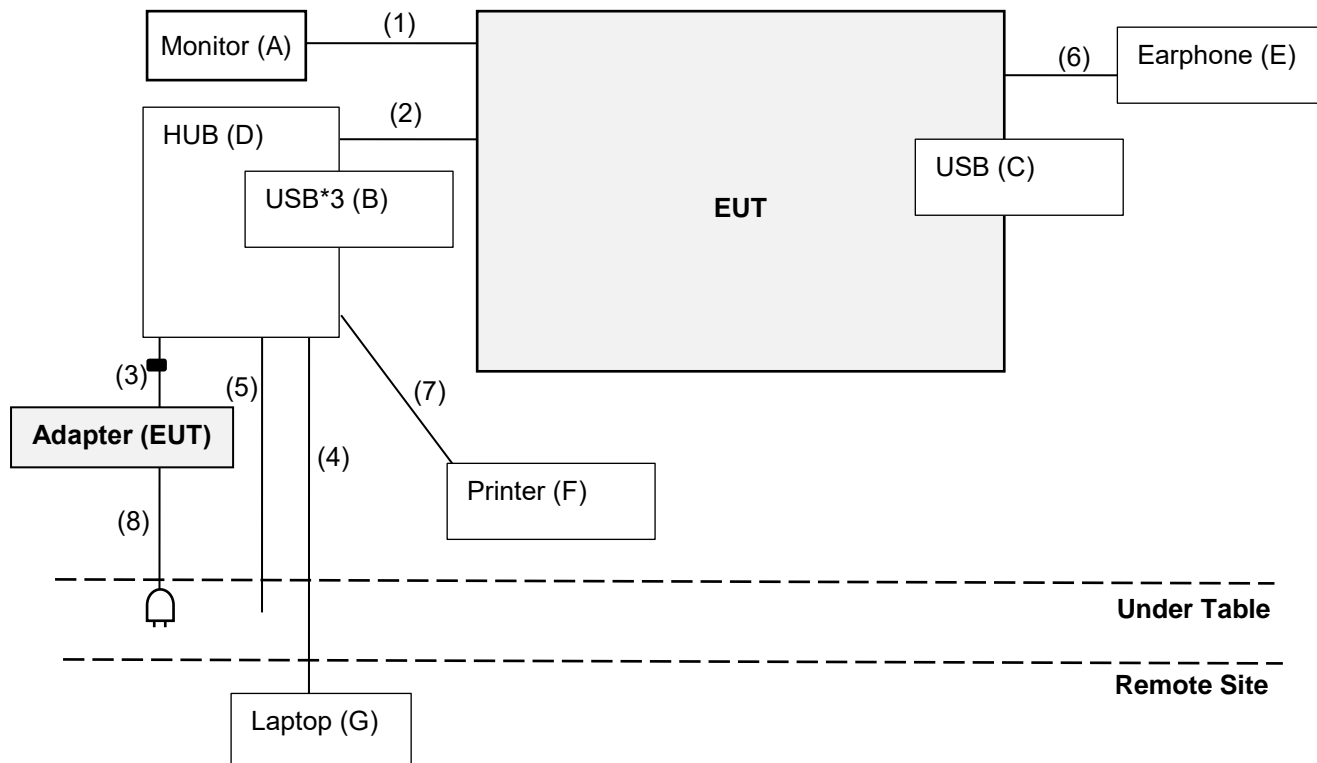 (1)
Monitor (A)
(6)
Earphone (E)
(2)
HUB (D)
USB (C)
USB*3 (B)
EUT
(3)
(5)
(7)
Adapter (EUT)
(4)
Printer (F)
(8)
Under Table
Remote Site
Laptop (G)